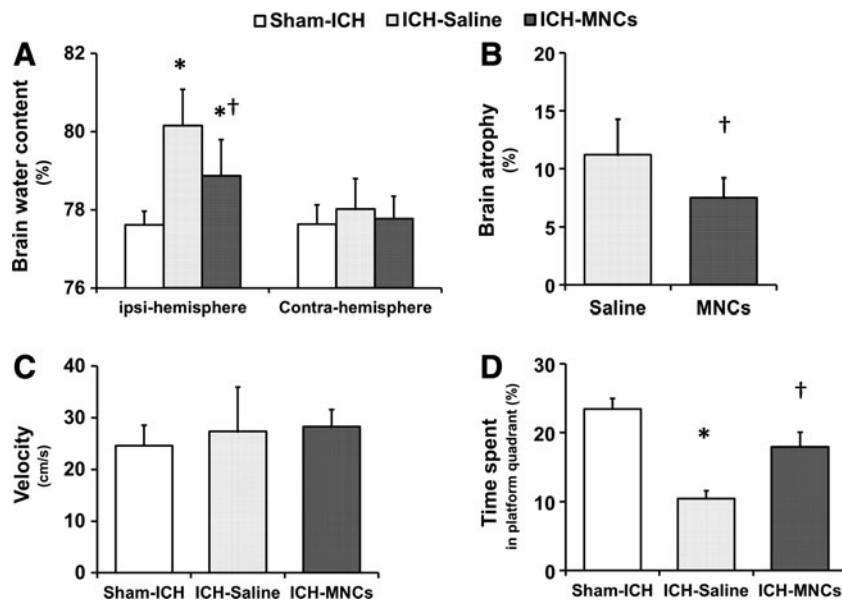 Sham-ICH ICH-Saline ICH-MNCs
A
Brain water content
(%)
82
80
78
76
*
*†
ipsi-hemisphere Contra-hemisphere
B
Brain atrophy
(%)
20
15
10
5
0
†
Saline MNCs
C
Velocity
(cm/s)
40
30
20
10
0
Sham-ICH ICH-Saline ICH-MNCs
D
Time spent
in platform quadrant (%)
30
20
10
0
*
†
Sham-ICH ICH-Saline ICH-MNCs